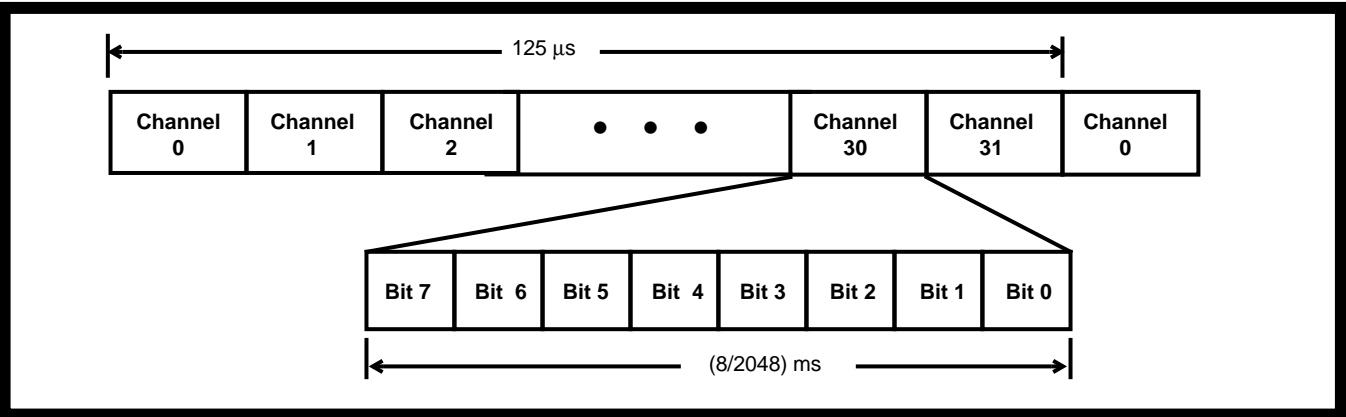 125 µs
Channel 0
Channel 1
Channel 2
• • •
Channel 30
Channel 31
Channel 0
Bit 7
Bit 6
Bit 5
Bit 4
Bit 3
Bit 2
Bit 1
Bit 0
(8/2048) ms